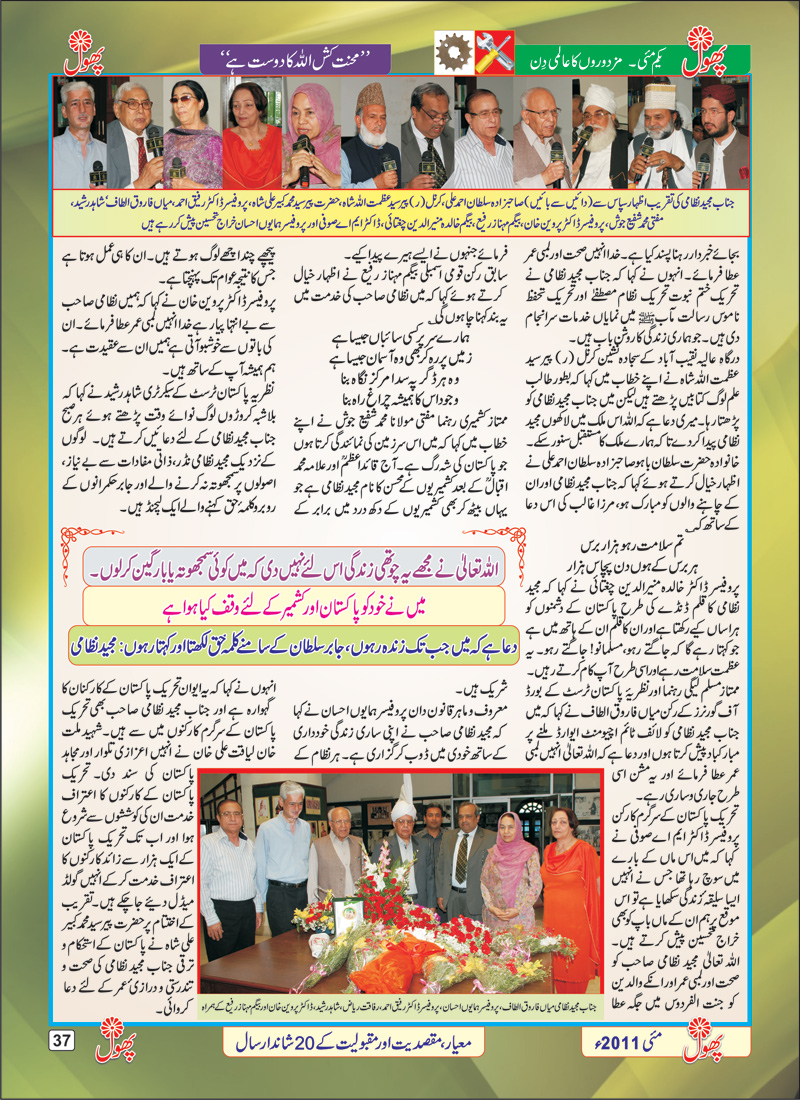 پھول
یکم مئی۔ مزدوروں کا عالمی دِن
’’محنت کش اللہ کا دوست ہے‘‘
پھول
جناب مجید نظامی کی تقریب اظہارِ سپاس سے (دائیں سے بائیں) صاحبزادہ سلطان احمد علی، کرنل (ر) پیر سید عظمت اللہ شاہ، حضرت پیر سید محمد کبیر علی شاہ، پروفیسر ڈاکٹر رفیق احمد، میاں فاروق الطاف، شاہد رشید،
مفتی محمد شفیع جوش، پروفیسر ڈاکٹر پروین خان، بیگم مہناز رفیع، بیگم خالدہ منیر الدین چغتائی، ڈاکٹر ایم اے صوفی اور پروفیسر ہمایوں احسان خراج تحسین پیش کر رہے ہیں
بجائے خبردار رہنا پسند کیا ہے۔ خدا انہیں صحت اور لمبی عمر
عطا فرمائے۔ انہوں نے کہا کہ جناب مجید نظامی نے
تحریک ختم نبوت تحریک نظام مصطفےٰ اور تحریک تحفظ
ناموس رسالت مآب ﷺ میں نمایاں خدمات سرانجام
دی ہیں۔ جو ہماری زندگی کا روشن باب ہیں۔
درگاہ عالیہ نقیب آباد کے سجادہ نشین کرنل (ر) پیر سید
عظمت اللہ شاہ نے اپنے خطاب میں کہا کہ بطور طالب
علم لوگ کتابیں پڑھتے ہیں لیکن میں جناب مجید نظامی کو
پڑھتا رہا۔ میری دعا ہے کہ اللہ اس ملک میں لاکھوں مجید
نظامی پیدا کر دے تاکہ ہمارے ملک کا مستقبل سنور سکے۔
خانوادہ حضرت سلطان باہو صاحبزادہ سلطان احمد علی نے
اظہار خیال کرتے ہوئے کہا کہ جناب مجید نظامی اور ان
کے چاہنے والوں کو مبارک ہو، مرزا غالب کی اس دعا
کے ساتھ کہ
تم سلامت رہو ہزار برس
ہر برس کے ہوں دن پچاس ہزار
پروفیسر ڈاکٹر خالدہ منیر الدین چغتائی نے کہا کہ مجید
نظامی کا قلم ڈنڈے کی طرح پاکستان کے دشمنوں کو
ہراساں کیے رکھتا ہے اور ان کا قلم ان کے ہاتھ میں ہے
جو کہتا رہے گا کہ جاگتے رہو، مسلمانو! جاگتے رہو۔ یہ
عظمت سلامت رہے اور اسی طرح آپ کام کرتے رہیں۔
ممتاز مسلم لیگی رہنما اور نظریۂ پاکستان ٹرسٹ کے بورڈ
آف گورنرز کے رکن میاں فاروق الطاف نے کہا کہ میں
جناب مجید نظامی کو لائف ٹائم اچیومنٹ ایوارڈ ملنے پر
مبارکباد پیش کرتا ہوں اور دعا ہے کہ اللہ تعالیٰ انہیں لمبی
عمر عطا فرمائے اور یہ مشن اسی
طرح جاری و ساری رہے۔
تحریک پاکستان کے سرگرم کارکن
پروفیسر ڈاکٹر ایم اے صوفی نے
کہا کہ میں اس ماں کے بارے
میں سوچ رہا تھا جس نے انہیں
ایسا سلیقۂ زندگی سکھایا ہے تو اس
موقع پر ہم ان کے ماں باپ کو بھی
خراج تحسین پیش کرتے ہیں۔
اللہ تعالیٰ مجید نظامی صاحب کو
صحت اور لمبی عمر اور انکے والدین
کو جنت الفردوس میں جگہ عطا
فرمائے جنہوں نے ایسے ہیرے پیدا کیے۔
سابق رکن قومی اسمبلی بیگم مہناز رفیع نے اظہار خیال
کرتے ہوئے کہا کہ میں نظامی صاحب کی خدمت میں
یہ بند کہنا چاہوں گی۔
ہمارے سر پر کسی سائباں جیسا ہے
زمیں پر رہ کر بھی وہ آسمان جیسا ہے
وہ ہر ڈگر پہ سدا مرکز نگاہ بنا
وجود اس کا ہمیشہ چراغِ راہ بنا
ممتاز کشمیری رہنما مفتی مولانا محمد شفیع جوش نے اپنے
خطاب میں کہا کہ میں اس سرزمین کی نمائندگی کرتا ہوں
جو پاکستان کی شہ رگ ہے۔ آج قائداعظمؒ اور علامہ محمد
اقبالؒ کے بعد کشمیریوں کے محسن کا نام مجید نظامی ہے جو
یہاں بیٹھ کر بھی کشمیریوں کے دکھ درد میں برابر کے
شریک ہیں۔
معروف و ماہر قانون دان پروفیسر ہمایوں احسان نے کہا
کہ مجید نظامی صاحب نے اپنی ساری زندگی خودداری
کے ساتھ خودی میں ڈوب کر گزاری ہے۔ ہر نظام کے
پیچھے چند اچھے لوگ ہوتے ہیں۔ ان کا ہی عمل ہوتا ہے
جس کا نتیجہ عوام تک پہنچتا ہے۔
پروفیسر ڈاکٹر پروین خان نے کہا کہ ہمیں نظامی صاحب
سے بے انتہا پیار ہے خدا انہیں لمبی عمر عطا فرمائے۔ ان
کی باتوں سے خوشبو آتی ہے ہمیں ان سے عقیدت ہے۔
ہم ہمیشہ آپ کے ساتھ ہیں۔
نظریہ پاکستان ٹرسٹ کے سیکرٹری شاہد رشید نے کہا کہ
بلاشبہ کروڑوں لوگ نوائے وقت پڑھتے ہوئے ہر صبح
جناب مجید نظامی کے لئے دعائیں کرتے ہیں۔ لوگوں
کے نزدیک مجید نظامی نڈر، ذاتی مفادات سے بے نیاز،
اصولوں پر سمجھوتہ نہ کرنے والے اور جابر حکمرانوں کے
روبرو کلمۂ حق کہنے والے ایک لیجنڈ ہیں۔
اللہ تعالیٰ نے مجھے یہ چوتھی زندگی اس لئے نہیں دی کہ میں کوئی سمجھوتہ یا بارگین کرلوں۔
میں نے خود کو پاکستان اور کشمیر کے لئے وقف کیا ہوا ہے
دعا ہے کہ میں جب تک زندہ رہوں، جابر سلطان کے سامنے کلمہ حق لکھتا اور کہتا رہوں: مجید نظامی
انہوں نے کہا کہ یہ ایوان تحریک پاکستان کے کارکنان کا
گہوارہ ہے اور جناب مجید نظامی صاحب بھی تحریک
پاکستان کے سرگرم کارکنوں میں سے ہیں۔ شہید ملت
خان لیاقت علی خان نے انہیں اعزازی تلوار اور مجاہد
پاکستان کی سند دی۔ تحریک
پاکستان کے کارکنوں کا اعتراف
خدمت ان کی کوششوں سے شروع
ہوا اور اب تک تحریک پاکستان
کے ایک ہزار سے زائد کارکنوں کا
اعتراف خدمت کر کے انہیں گولڈ
میڈل دیئے جا چکے ہیں۔ تقریب
کے اختتام پر حضرت پیر سید محمد کبیر
علی شاہ نے پاکستان کے استحکام و
ترقی جناب مجید نظامی کی صحت و
تندرستی و درازیٔ عمر کے لئے دعا
کروائی۔
جناب مجید نظامی میاں فاروق الطاف، پروفیسر ہمایوں احسان، پروفیسر ڈاکٹر رفیق احمد، رفاقت ریاض، شاہد رشید، ڈاکٹر پروین خان اور بیگم مہناز رفیع کے ہمراہ
پھول
مئی 2011ء
معیار، مقصدیت اور مقبولیت کے 20 شاندار سال
پھول
37